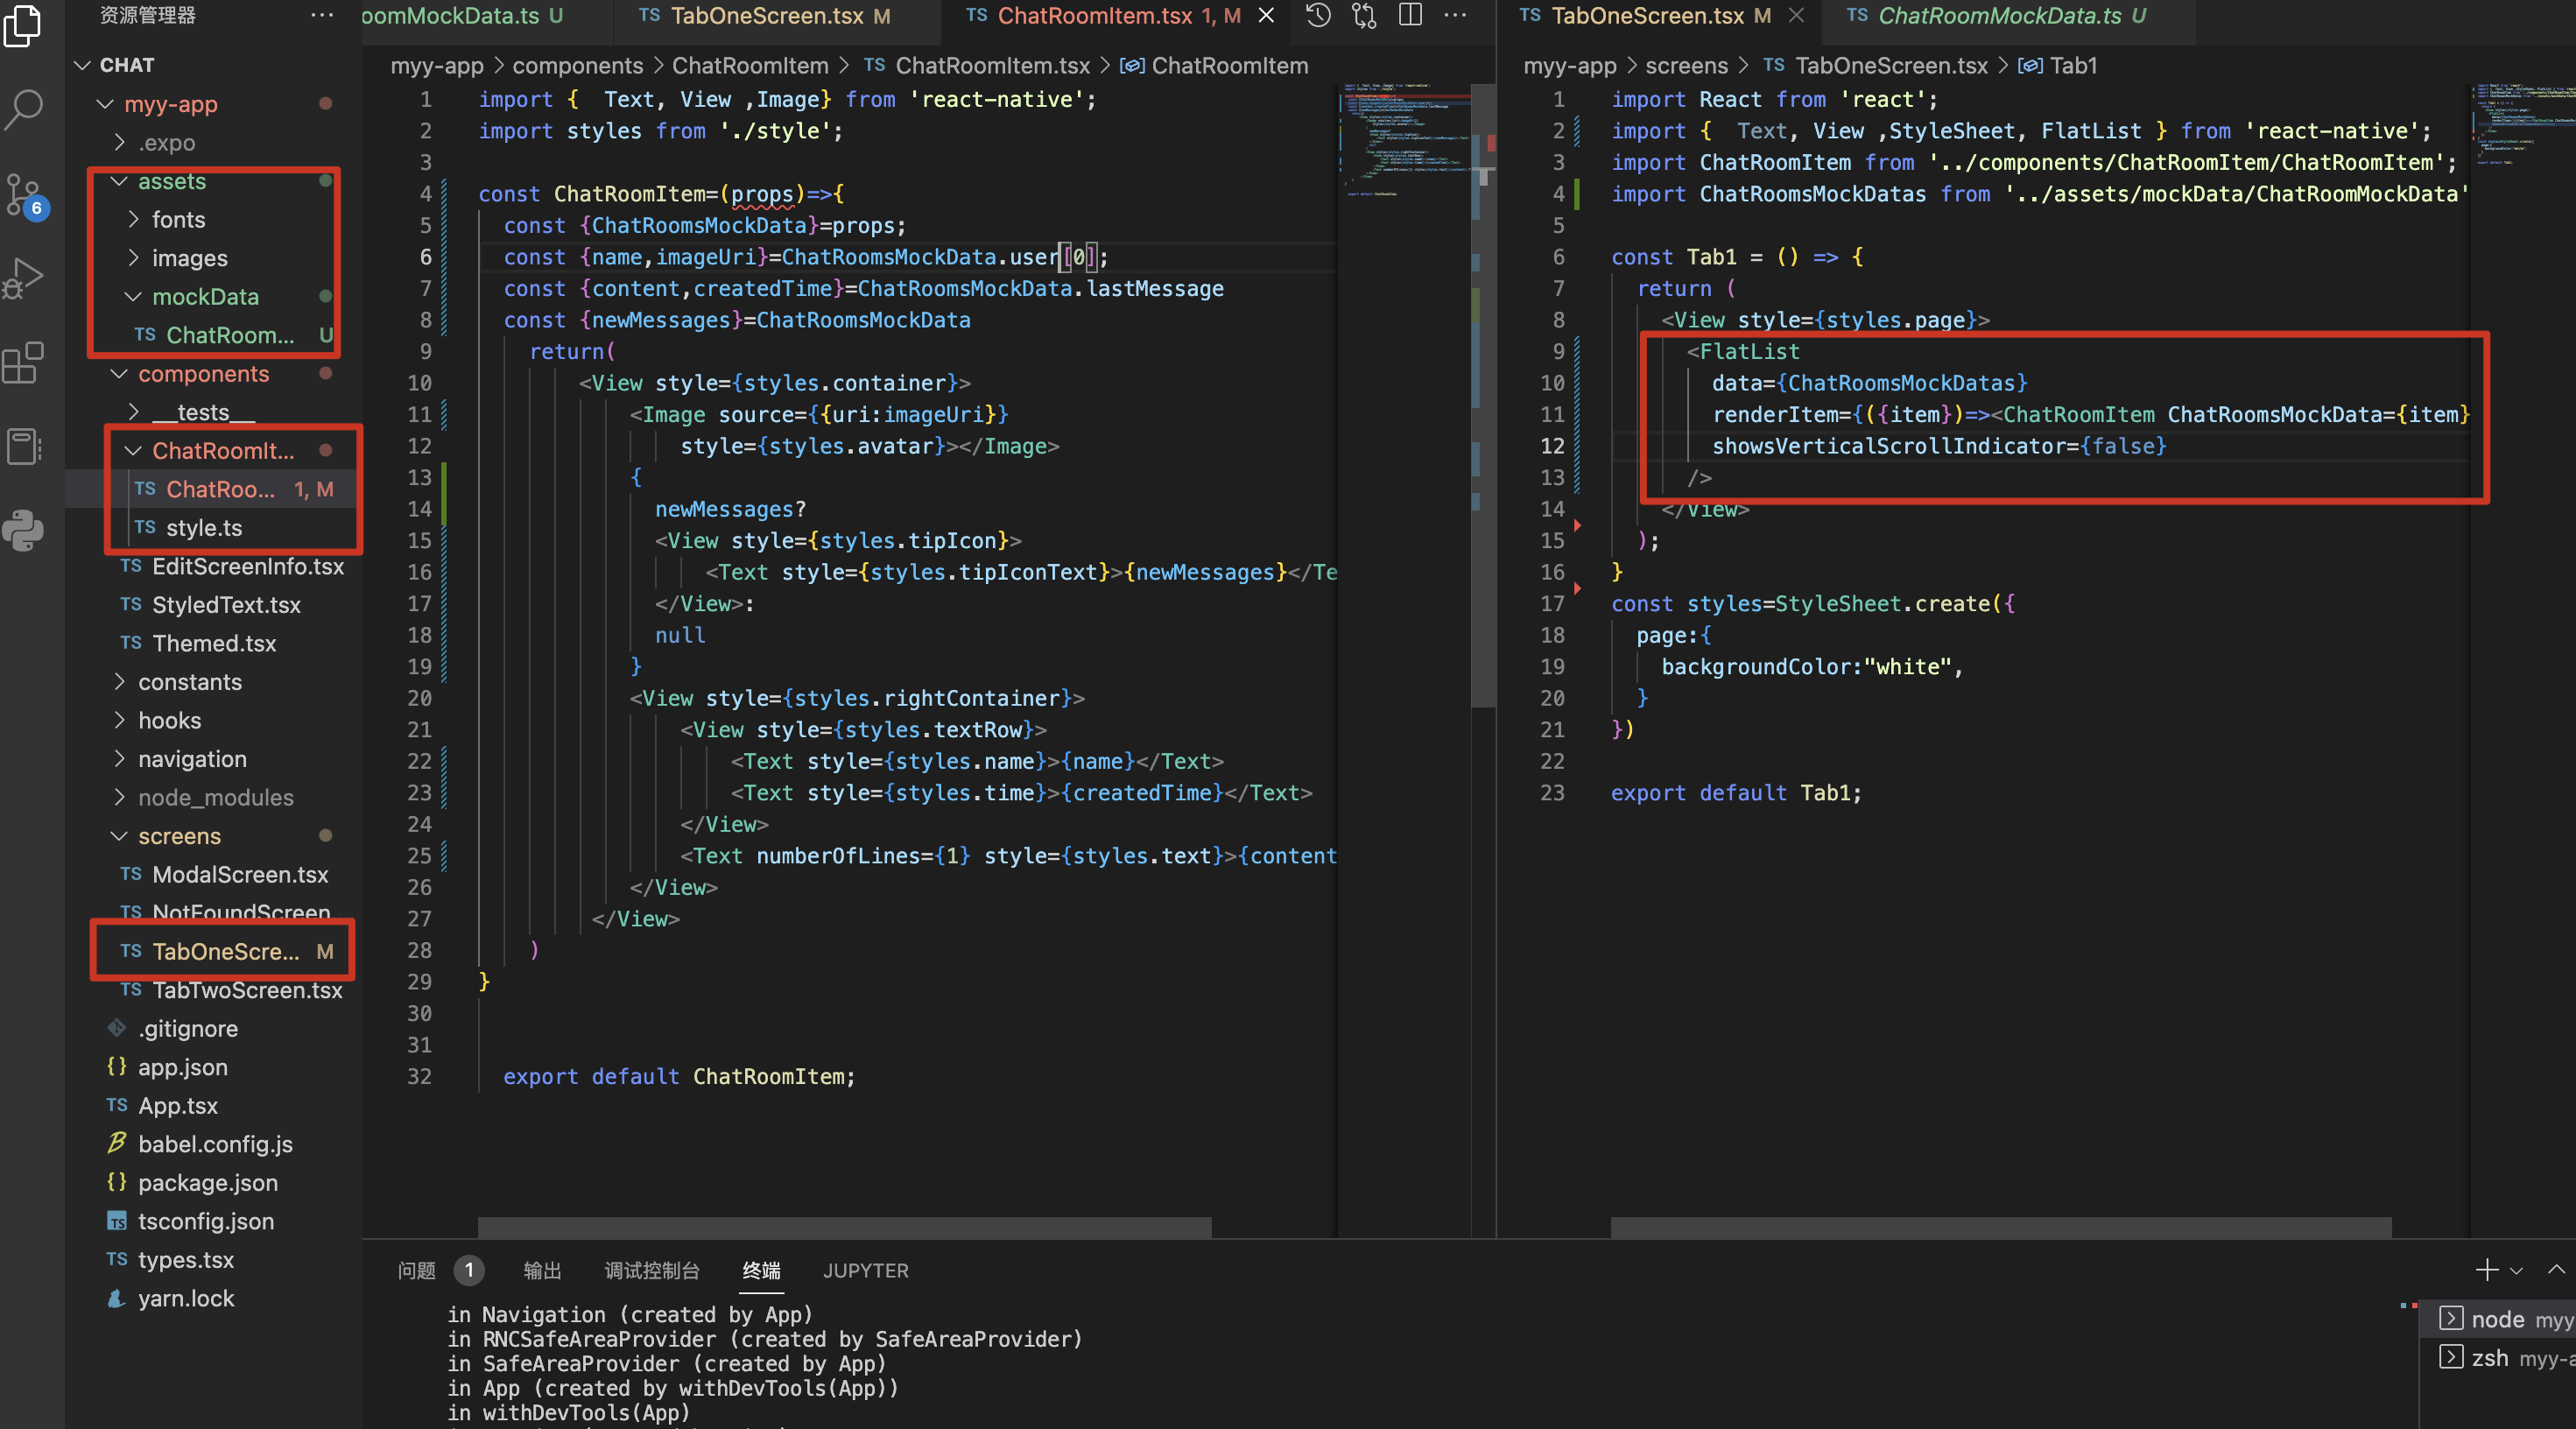 资源管理器
CHAT
myy-app
.expo
assets
fonts
images
mockData
TS ChatRoom... U
components
__tests__
ChatRoomIt...
TS ChatRoo... 1, M
TS style.ts
TS EditScreenInfo.tsx
TS StyledText.tsx
TS Themed.tsx
constants
hooks
navigation
node_modules
screens
TS ModalScreen.tsx
TS NotFoundScreen
TS TabOneScre... M
TS TabTwoScreen.tsx
.gitignore
{} app.json
TS App.tsx
babel.config.js
{} package.json
TS tsconfig.json
TS types.tsx
yarn.lock
6
oomMockData.ts U
TS TabOneScreen.tsx M
TS ChatRoomItem.tsx 1, M
myy-app > components > ChatRoomItem > TS ChatRoomItem.tsx > ChatRoomItem
1 import {  Text, View ,Image} from 'react-native';
2 import styles from './style';
3
4 const ChatRoomItem=(props)=>{
5   const {ChatRoomsMockData}=props;
6   const {name,imageUri}=ChatRoomsMockData.user[0];
7   const {content,createdTime}=ChatRoomsMockData.lastMessage
8   const {newMessages}=ChatRoomsMockData
9     return(
10         <View style={styles.container}>
11             <Image source={{uri:imageUri}}
12                 style={styles.avatar}></Image>
13             {
14               newMessages?
15               <View style={styles.tipIcon}>
16                   <Text style={styles.tipIconText}>{newMessages}</Te
17               </View>:
18               null
19             }
20             <View style={styles.rightContainer}>
21                 <View style={styles.textRow}>
22                     <Text style={styles.name}>{name}</Text>
23                     <Text style={styles.time}>{createdTime}</Text>
24                 </View>
25                 <Text numberOfLines={1} style={styles.text}>{content
26             </View>
27          </View>
28     )
29 }
30
31
32   export default ChatRoomItem;
TS TabOneScreen.tsx M
TS ChatRoomMockData.ts U
myy-app > screens > TS TabOneScreen.tsx > Tab1
1 import React from 'react';
2 import {  Text, View ,StyleSheet, FlatList } from 'react-native';
3 import ChatRoomItem from '../components/ChatRoomItem/ChatRoomItem';
4 import ChatRoomsMockDatas from '../assets/mockData/ChatRoomMockData'
5
6 const Tab1 = () => {
7   return (
8     <View style={styles.page}>
9       <FlatList
10         data={ChatRoomsMockDatas}
11         renderItem={({item})=><ChatRoomItem ChatRoomsMockData={item}
12         showsVerticalScrollIndicator={false}
13       />
14     </View>
15   );
16 }
17 const styles=StyleSheet.create({
18   page:{
19     backgroundColor:"white",
20   }
21 })
22
23 export default Tab1;
问题 1 输出 调试控制台 终端 JUPYTER
in Navigation (created by App)
in RNCSafeAreaProvider (created by SafeAreaProvider)
in SafeAreaProvider (created by App)
in App (created by withDevTools(App))
in withDevTools(App)
node myy
zsh myy-a